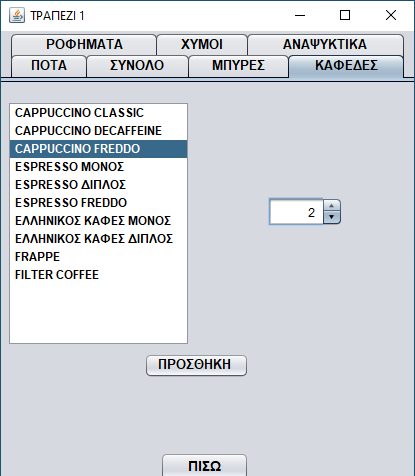 ΤΡΑΠΕΖΙ 1
ΡΟΦΗΜΑΤΑ ΧΥΜΟΙ ΑΝΑΨΥΚΤΙΚΑ
ΠΟΤΑ ΣΥΝΟΛΟ ΜΠΥΡΕΣ ΚΑΦΕΔΕΣ
CAPPUCCINO CLASSIC
CAPPUCCINO DECAFFEINE
CAPPUCCINO FREDDO
ESPRESSO ΜΟΝΟΣ
ESPRESSO ΔΙΠΛΟΣ
ESPRESSO FREDDO
ΕΛΛΗΝΙΚΟΣ ΚΑΦΕΣ ΜΟΝΟΣ
ΕΛΛΗΝΙΚΟΣ ΚΑΦΕΣ ΔΙΠΛΟΣ
FRAPPE
FILTER COFFEE
2
ΠΡΟΣΘΗΚΗ
ΠΙΣΩ